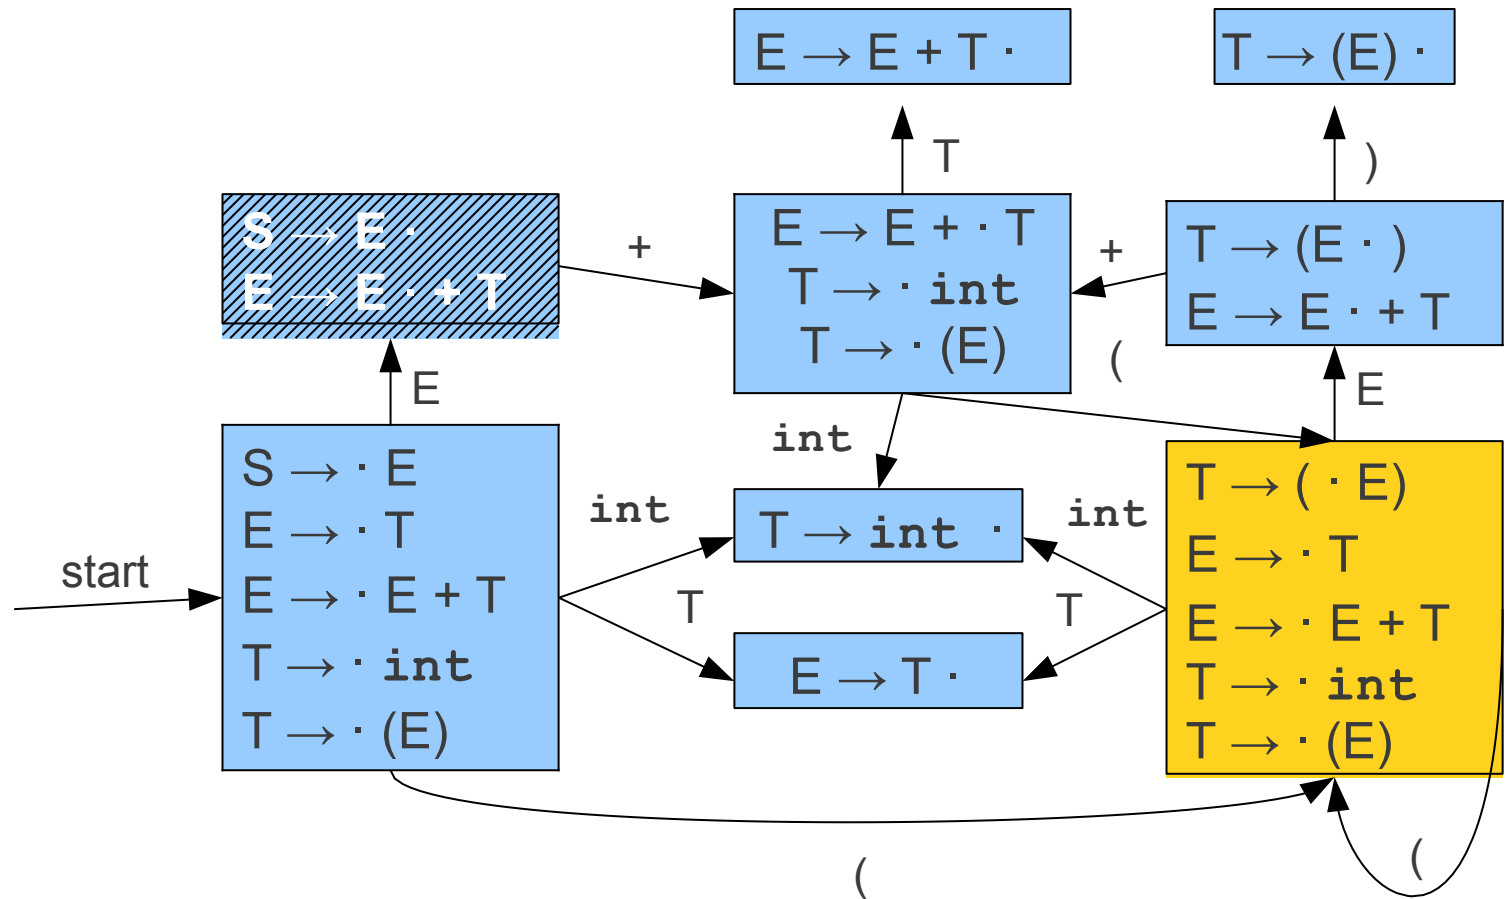 E → E + T ·
T → (E) ·
T
)
S → E ·
E → E · + T
+
E → E + · T
T → · int
T → · (E)
+
T → (E · )
E → E · + T
E
(
E
int
S → · E
E → · T
E → · E + T
T → · int
T → · (E)
start
int
T → int ·
int
T
E → T ·
T
T → ( · E)
E → · T
E → · E + T
T → · int
T → · (E)
(
(